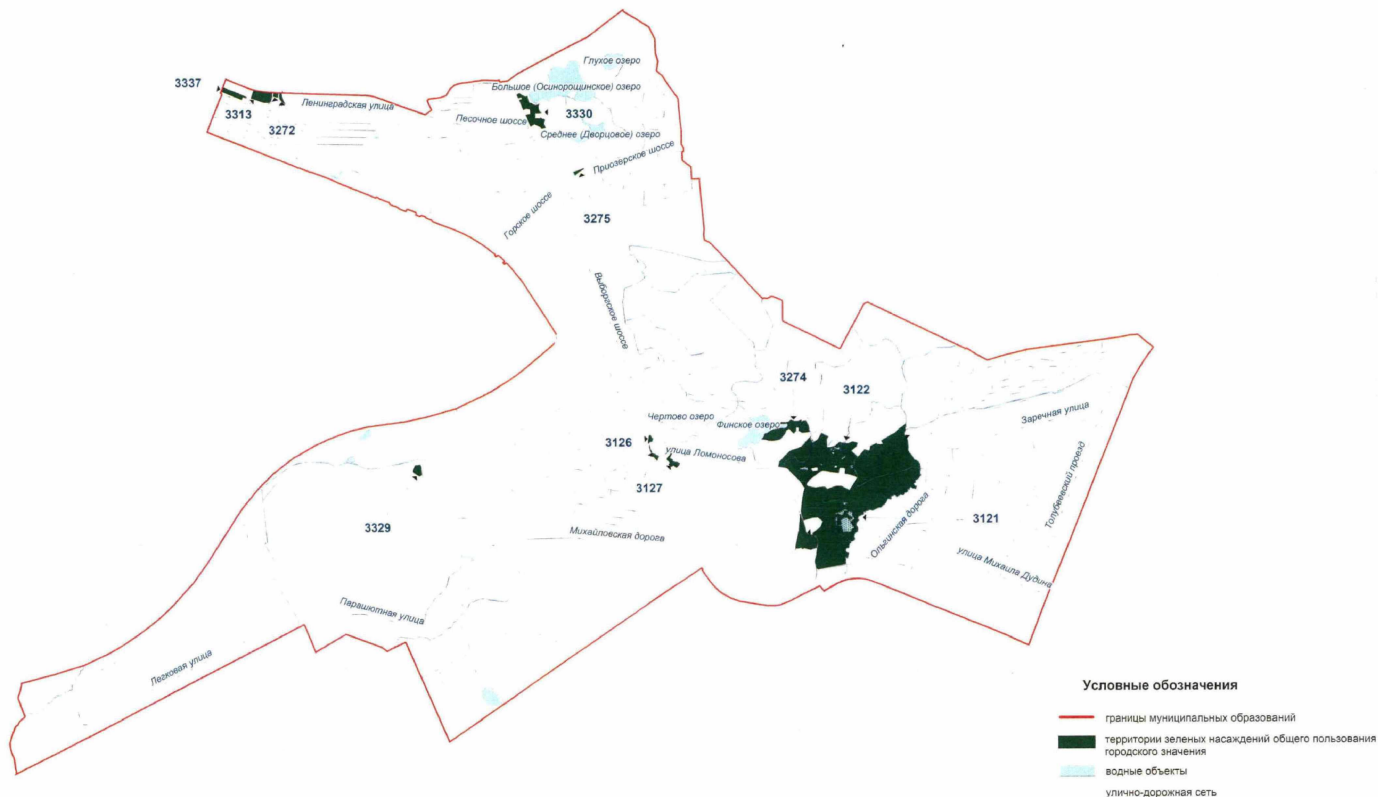 Глухое озеро
3337
Большое (Осинорощинское) озеро
Ленинградская улица
3313
3330
Песочное шоссе
3272
Среднее (Дворцовое) озеро
Приозерское шоссе
Горское шоссе
3275
Выборгское шоссе
3274
3122
Заречная улица
Чертово озеро
Финское озеро
3126
улица Ломоносова
3127
Толубеевский проезд
Ольгинская дорога
3121
3329
Михайловская дорога
улица Михаила Дудина
Парашютная улица
Легковая улица
Условные обозначения
границы муниципальных образований
территории зеленых насаждений общего пользования
городского значения
водные объекты
улично-дорожная сеть